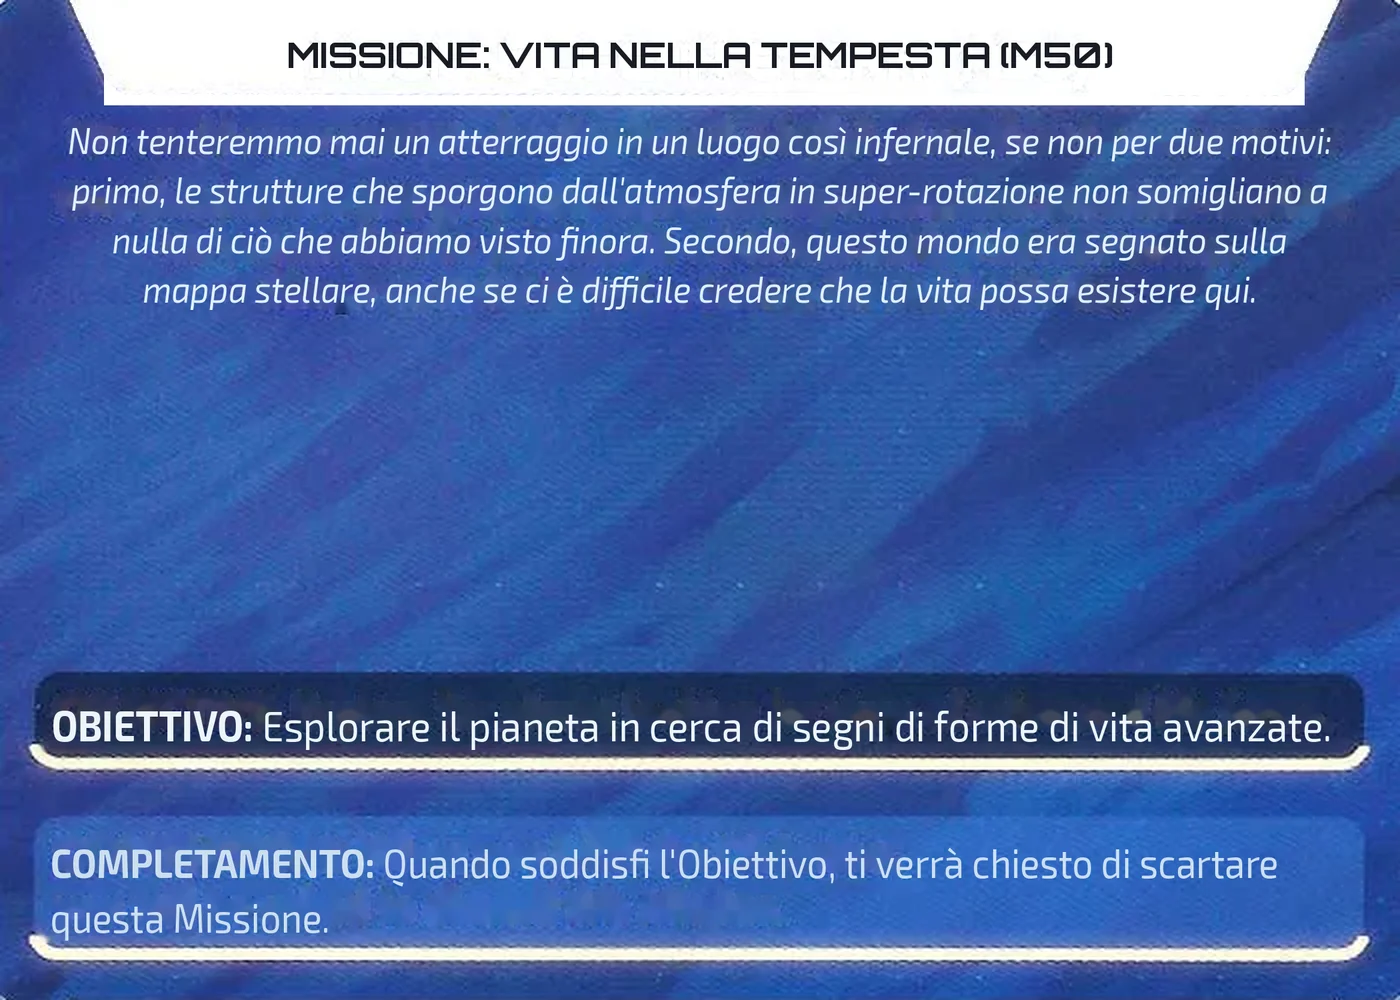 MISSIONE: VITA NELLA TEMPESTA (M50)
Non tenteremmo mai un atterraggio in un luogo così infernale, se non per due motivi:
primo, le strutture che sporgono dall'atmosfera in super-rotazione non somigliano a
nulla di ciò che abbiamo visto finora. Secondo, questo mondo era segnato sulla
mappa stellare, anche se ci è difficile credere che la vita possa esistere qui.
OBIETTIVO: Esplorare il pianeta in cerca di segni di forme di vita avanzate.
COMPLETAMENTO: Quando soddisfi l'Obiettivo, ti verrà chiesto di scartare
questa Missione.